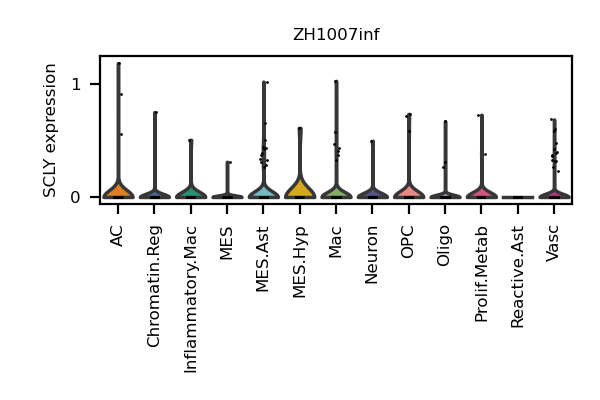 ZH1007inf
SCLY expression
1
0
AC
Chromatin.Reg
Inflammatory.Mac
MES
MES.Ast
MES.Hyp
Mac
Neuron
OPC
Oligo
Prolif.Metab
Reactive.Ast
Vasc